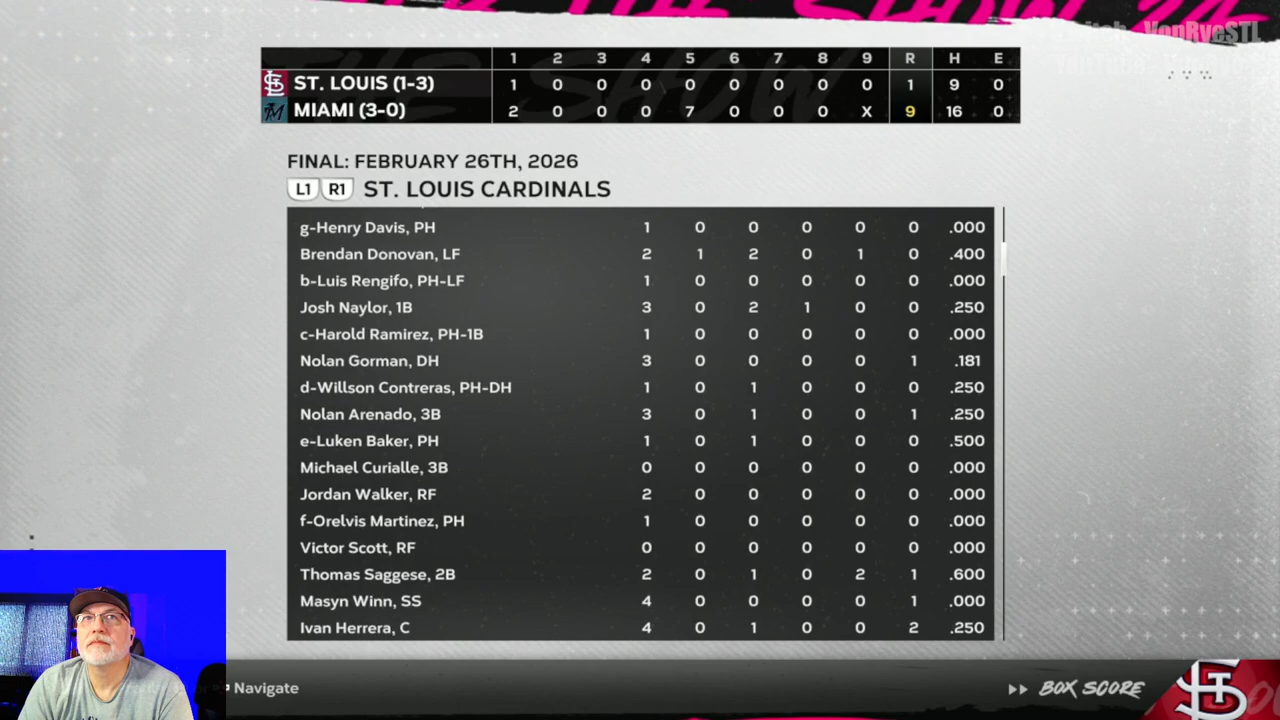 THE SHOW 24
Twitch VonRyeSTL
1 2 3 4 5 6 7 8 9 R H E
ST. LOUIS (1-3) 1 0 0 0 0 0 0 0 0 1 9 0
MIAMI (3-0) 2 0 0 0 7 0 0 0 X 9 16 0
FINAL: FEBRUARY 26TH, 2026
L1 R1 ST. LOUIS CARDINALS
g-Henry Davis, PH 1 0 0 0 0 0 .000
Brendan Donovan, LF 2 1 2 0 1 0 .400
b-Luis Rengifo, PH-LF 1 0 0 0 0 0 .000
Josh Naylor, 1B 3 0 2 1 0 0 .250
c-Harold Ramirez, PH-1B 1 0 0 0 0 0 .000
Nolan Gorman, DH 3 0 0 0 0 1 .181
d-Willson Contreras, PH-DH 1 0 1 0 0 0 .250
Nolan Arenado, 3B 3 0 1 0 0 1 .250
e-Luken Baker, PH 1 0 1 0 0 0 .500
Michael Curialle, 3B 0 0 0 0 0 0 .000
Jordan Walker, RF 2 0 0 0 0 0 .000
f-Orelvis Martinez, PH 1 0 0 0 0 0 .000
Victor Scott, RF 0 0 0 0 0 0 .000
Thomas Saggese, 2B 2 0 1 0 2 1 .600
Masyn Winn, SS 4 0 0 0 0 1 .000
Ivan Herrera, C 4 0 1 0 0 2 .250
Navigate
BOX SCORE